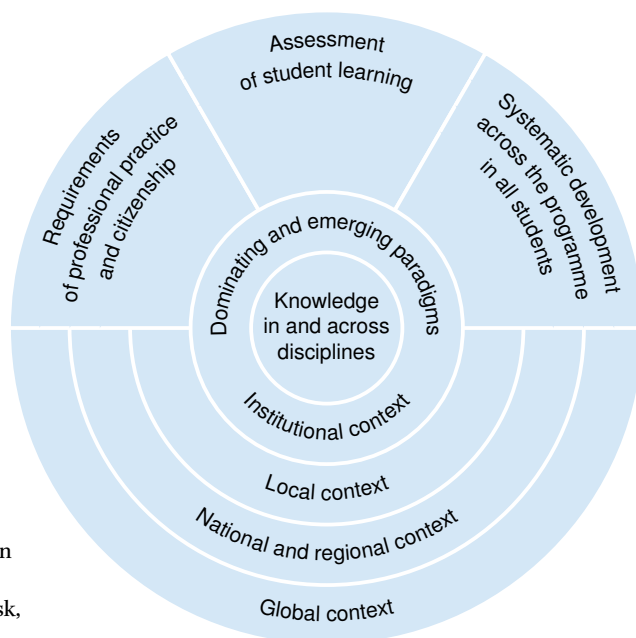 Assessment
of student learning
Requirements
of professional practice
and citizenship
Systematic development
across the programme
in all students
Dominating and emerging paradigms
Knowledge
in and across
disciplines
Institutional context
Local context
National and regional context
Global context